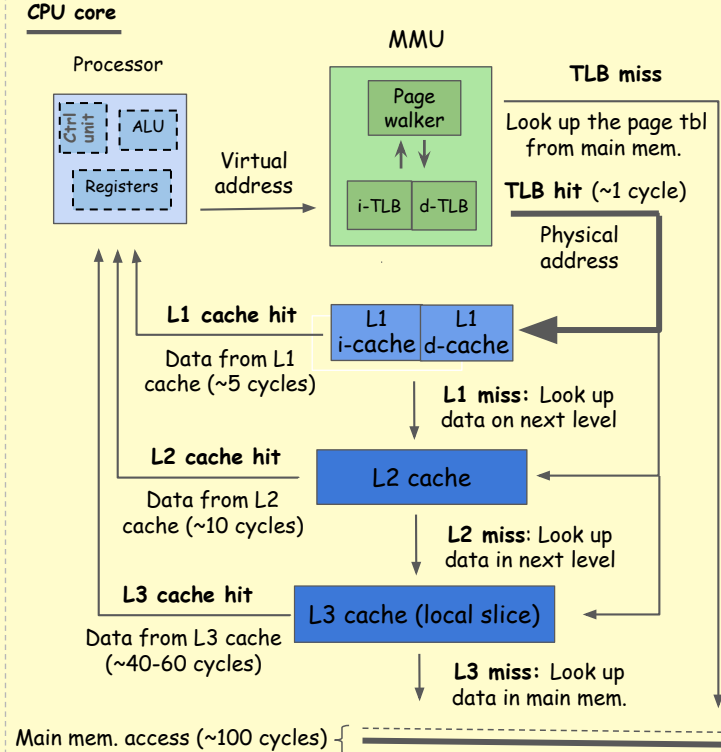 CPU core
MMU
Processor
Ctrl
unit
ALU
Registers
Virtual
address
Page
walker
i-TLB
d-TLB
TLB miss
Look up the page tbl
from main mem.
TLB hit (~1 cycle)
Physical
address
L1 cache hit
Data from L1
cache (~5 cycles)
L1
i-cache
L1
d-cache
L1 miss: Look up
data on next level
L2 cache hit
Data from L2
cache (~10 cycles)
L2 cache
L2 miss: Look up
data in next level
L3 cache hit
Data from L3 cache
(~40-60 cycles)
L3 cache (local slice)
L3 miss: Look up
data in main mem.
Main mem. access (~100 cycles)